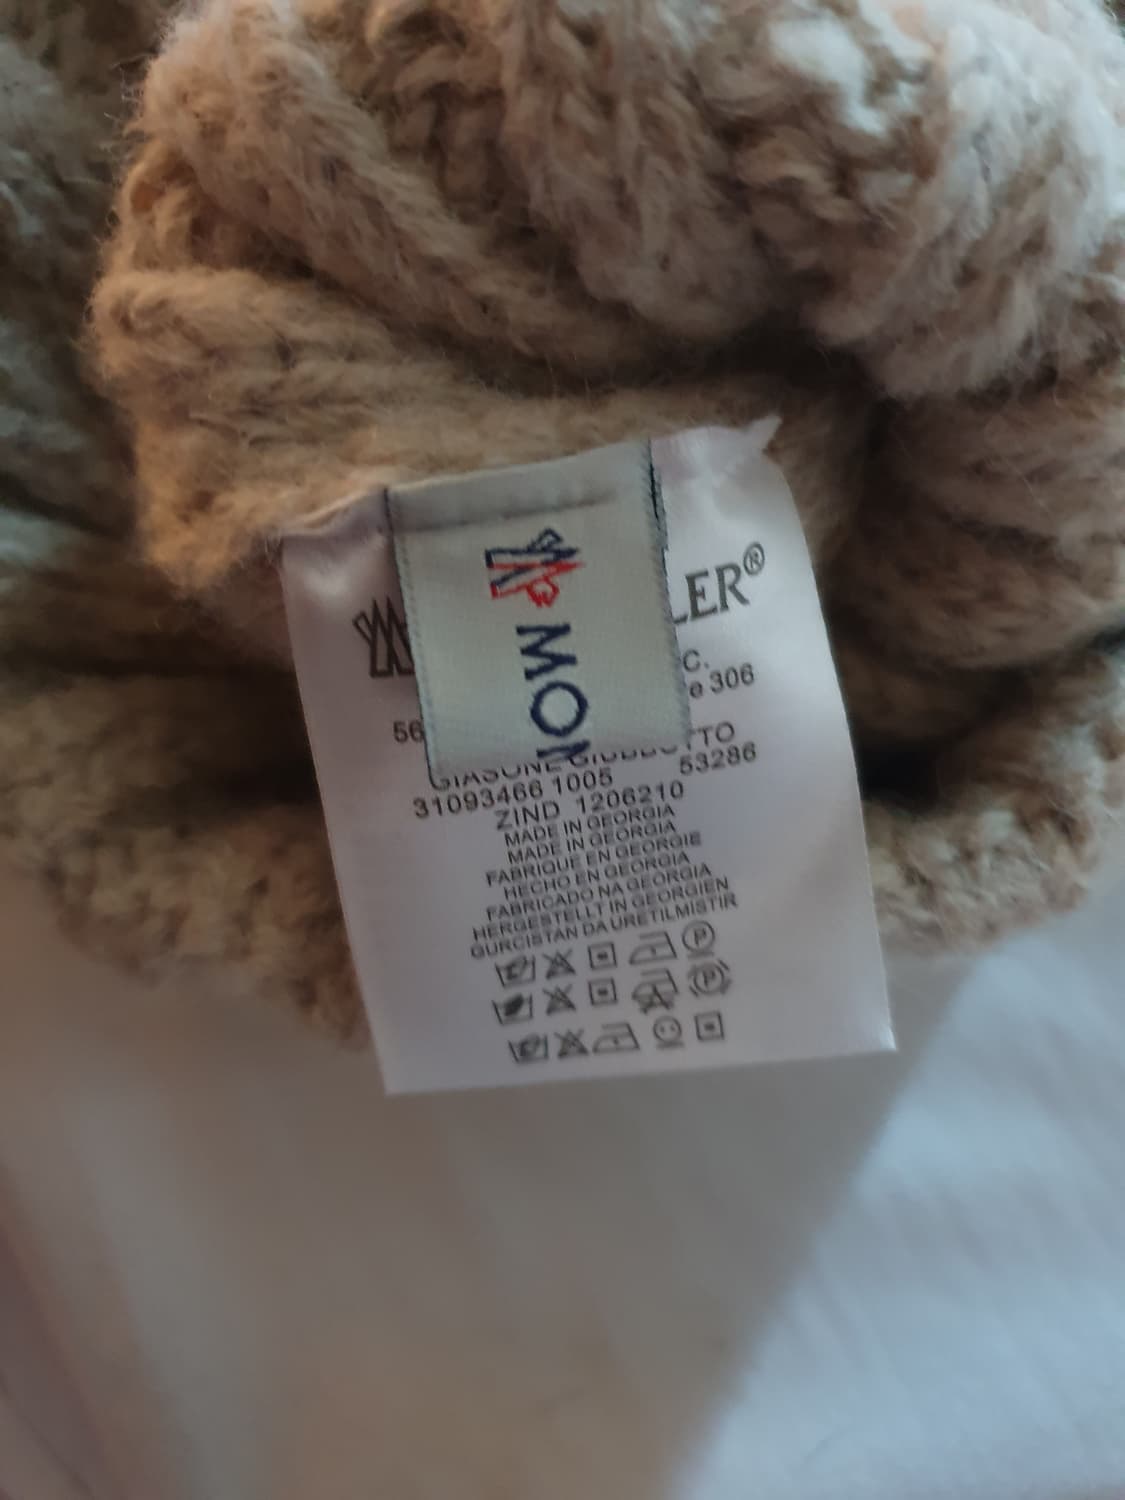 MON
LER®
C.
306
56
TTO
31093466 1005 53286
ZIND 1206210
MADE IN GEORGIA
MADE IN GEORGIA
FABRIQUE EN GEORGIE
HECHO EN GEORGIA
FABRICADO NA GEORGIA
HERGESTELLT IN GEORGIEN
GURCISTAN DA URETILMISTIR
P
P